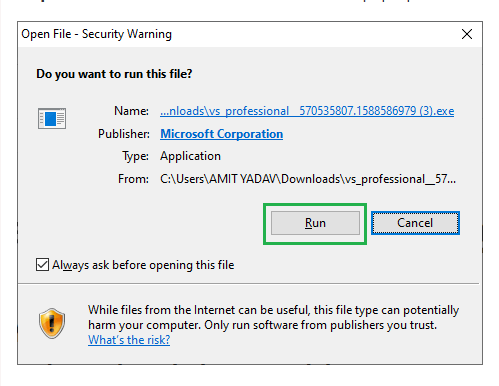 Open File - Security Warning
Do you want to run this file?
Name: ...nloads\vs_professional__570535807.1588586979 (3).exe
Publisher: Microsoft Corporation
Type: Application
From: C:\Users\AMIT YADAV\Downloads\vs_professional__57...
Run Cancel
Always ask before opening this file
While files from the Internet can be useful, this file type can potentially
harm your computer. Only run software from publishers you trust.
What's the risk?